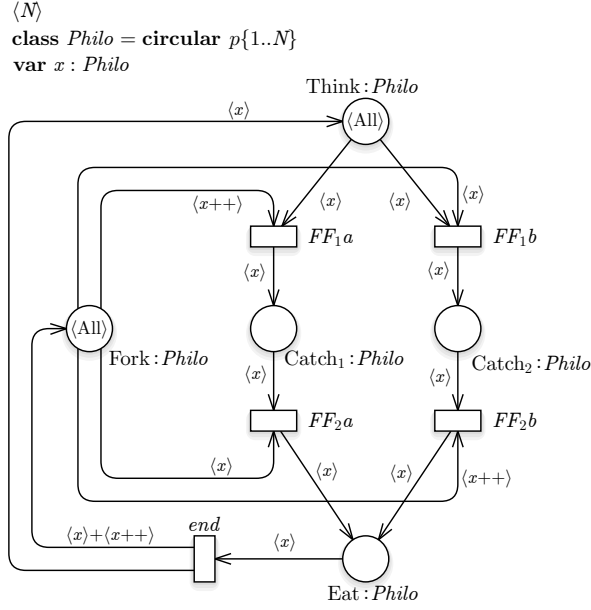 ⟨N⟩
class Philo = circular p{1..N}
var x : Philo
Think : Philo
⟨x⟩
⟨All⟩
⟨x++⟩
⟨x⟩
⟨x⟩
⟨x⟩
FF₁a
FF₁b
⟨x⟩
⟨x⟩
⟨All⟩
Fork : Philo
Catch₁ : Philo
Catch₂ : Philo
⟨x⟩
⟨x⟩
FF₂a
FF₂b
⟨x⟩
⟨x⟩
⟨x⟩
⟨x++⟩
end
⟨x⟩+⟨x++⟩
⟨x⟩
Eat : Philo